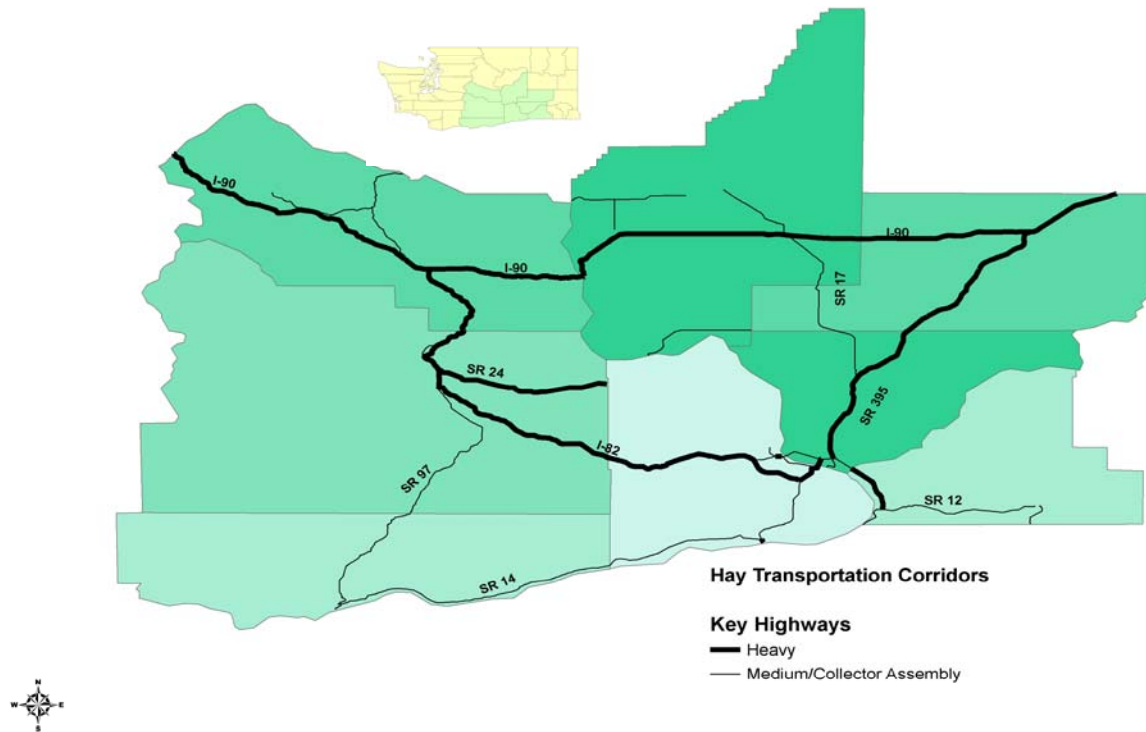 I-90
I-90
I-90
SR 17
SR 24
SR 395
I-82
SR 97
SR 12
SR 14
Hay Transportation Corridors
Key Highways
Heavy
Medium/Collector Assembly
N
W E
S